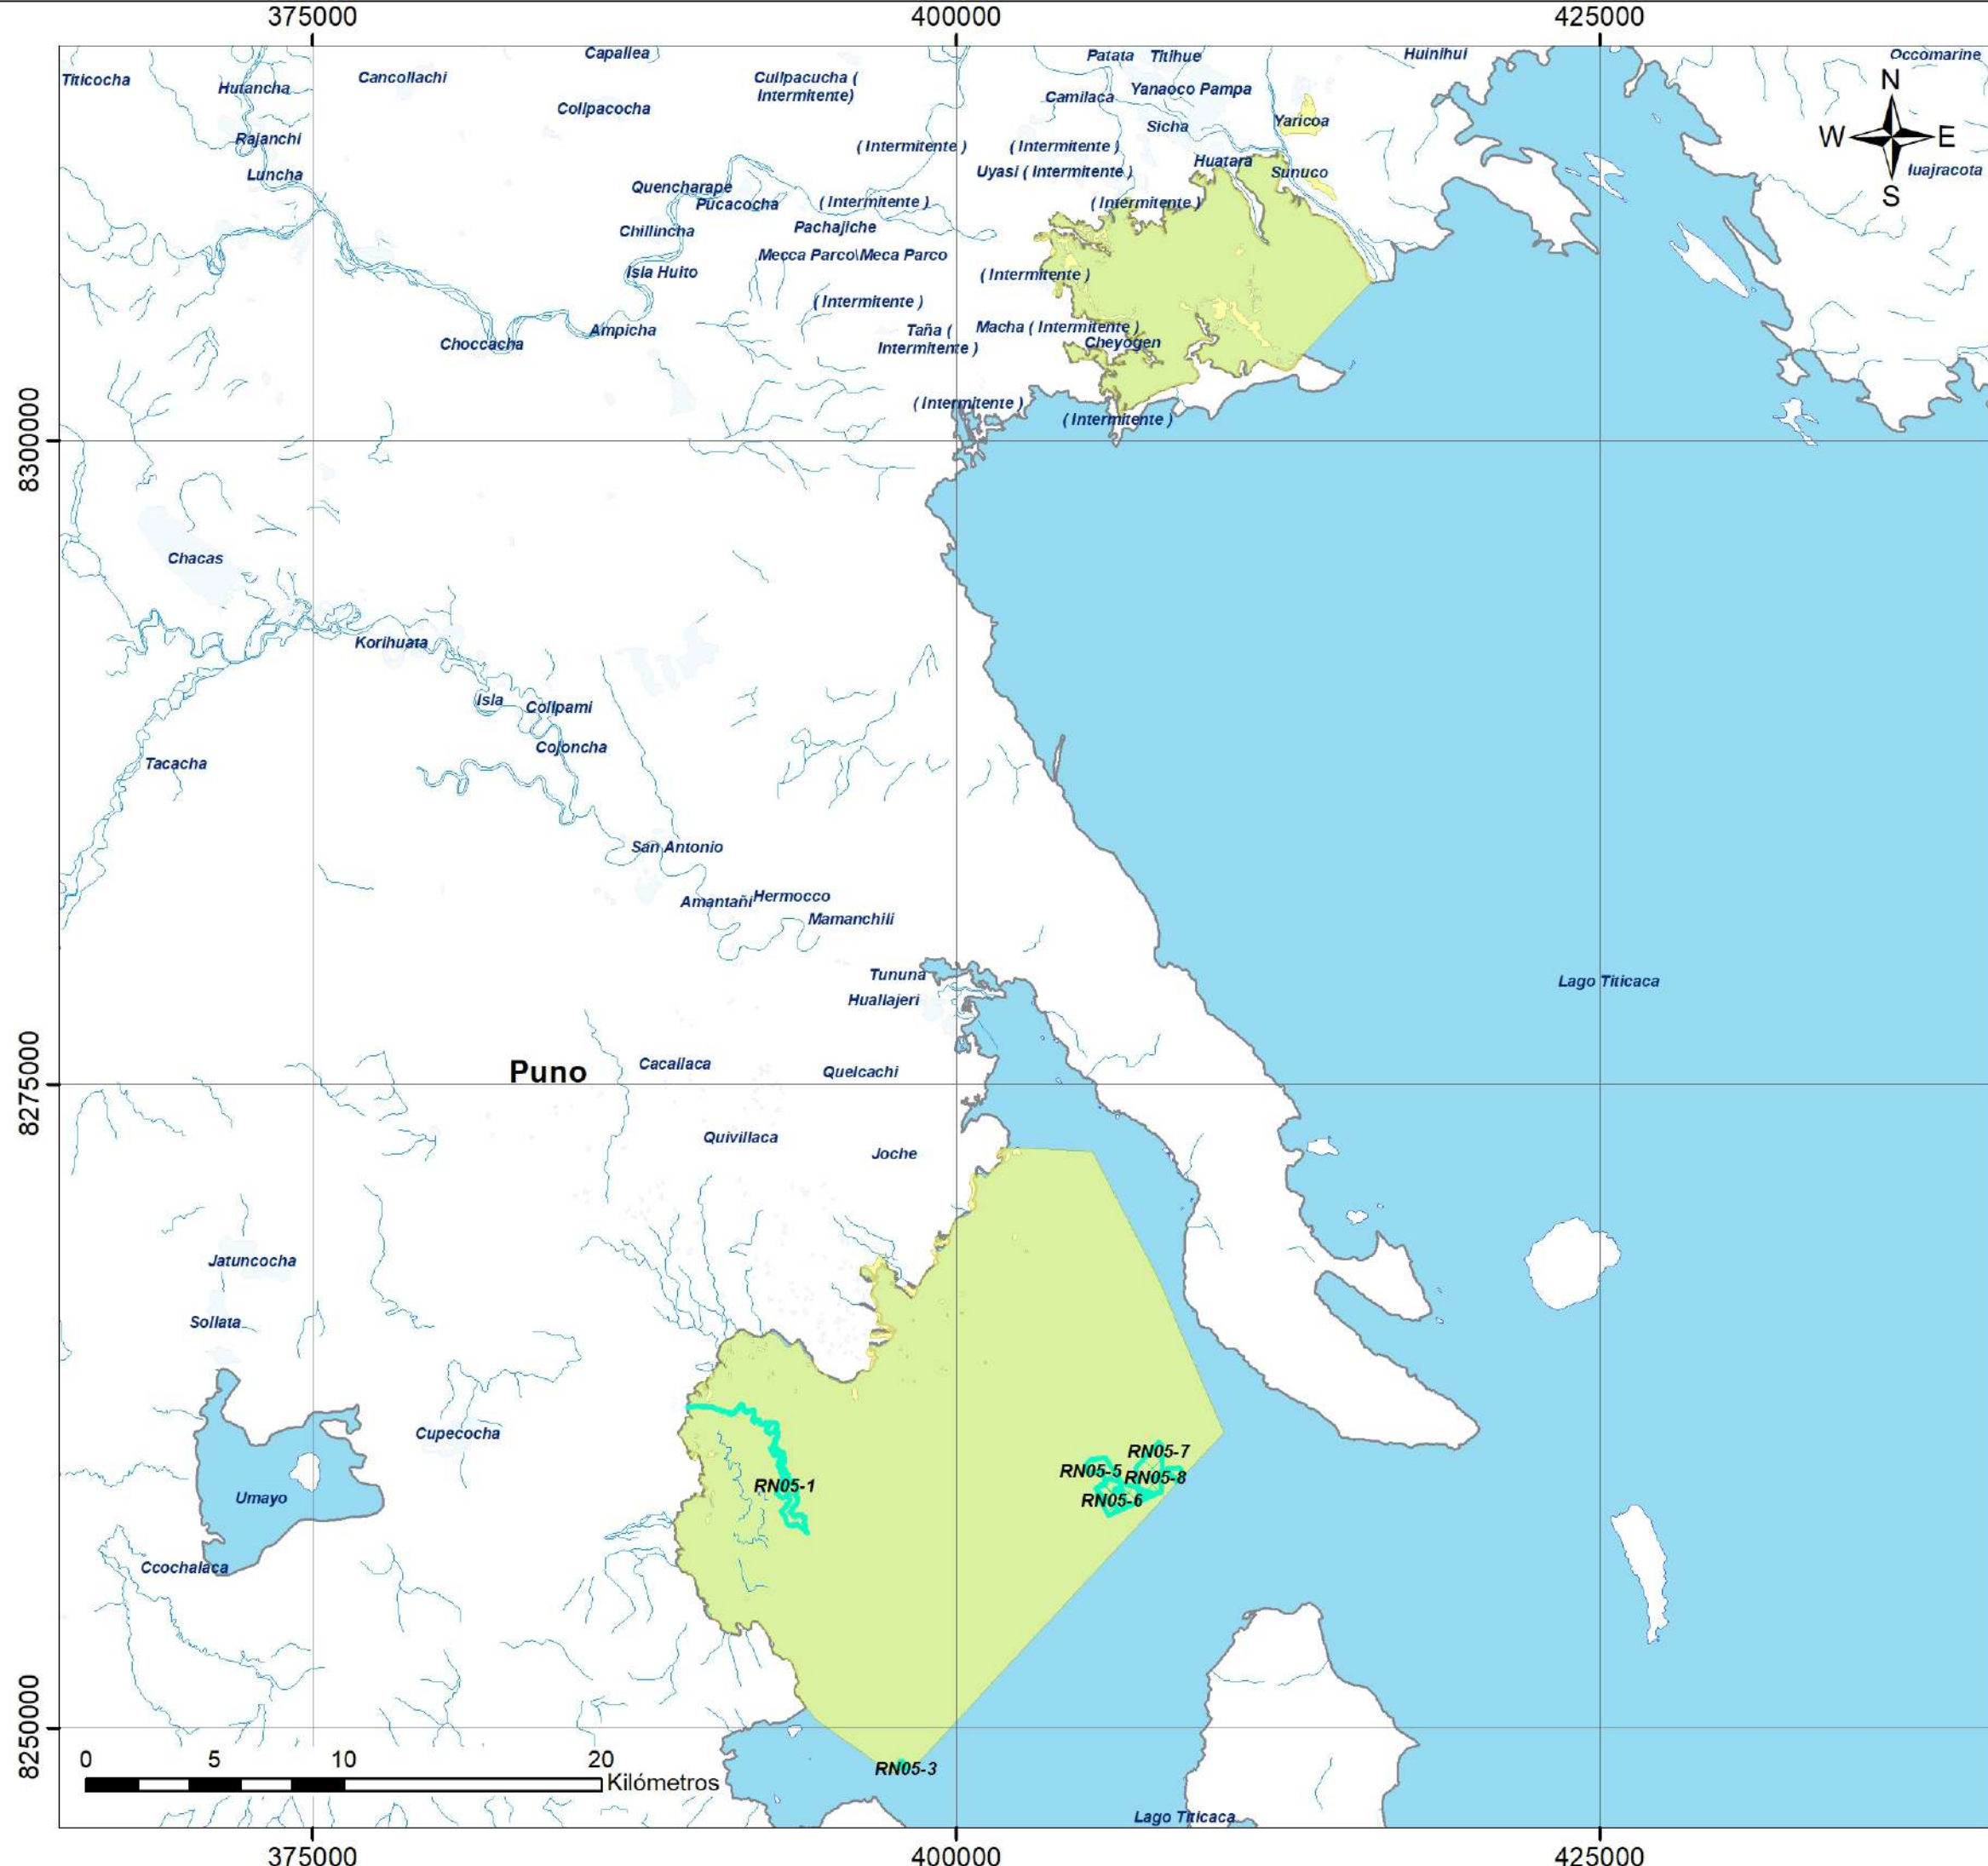 375000
400000
425000
Capallea
Patata
Titihue
Huinihui
Occomarine
Titicocha
Cancollachi
Cullpacucha (
Intermitente)
N
Hutancha
Yanaoco Pampa
Camilaca
Collpacocha
Yaricoa
Sicha
W
E
Rajanchi
( Intermitente )
( Intermitente )
Huatara
Luncha
Uyasi ( Intermitente )
Sunuco
luajracota
S
Quencharape
Pucacocha
( Intermitente )
( Intermitente )
Chillincha
Pachajiche
Mecca Parco\Meca Parco
Isla Huito
( Intermitente )
( Intermitente )
Ampicha
Taña (
Intermitente )
Macha ( Intermitente )
Choccacha
Cheyogen
( Intermitente )
( Intermitente )
8300000
Chacas
Korihuata
Isla
Collpami
Cojoncha
Tacacha
San Antonio
Amantañi
Hermocco
Mamanchili
Tununa
Lago Titicaca
Huallajeri
Puno
Cacallaca
Quelcachi
8275000
Quivillaca
Joche
Jatuncocha
Sollata
Cupecocha
RN05-7
RN05-5
RN05-8
RN05-1
Umayo
RN05-6
Ccochalaca
8250000
0
5
10
20
Kilómetros
RN05-3
Lago Titicaca
375000
400000
425000